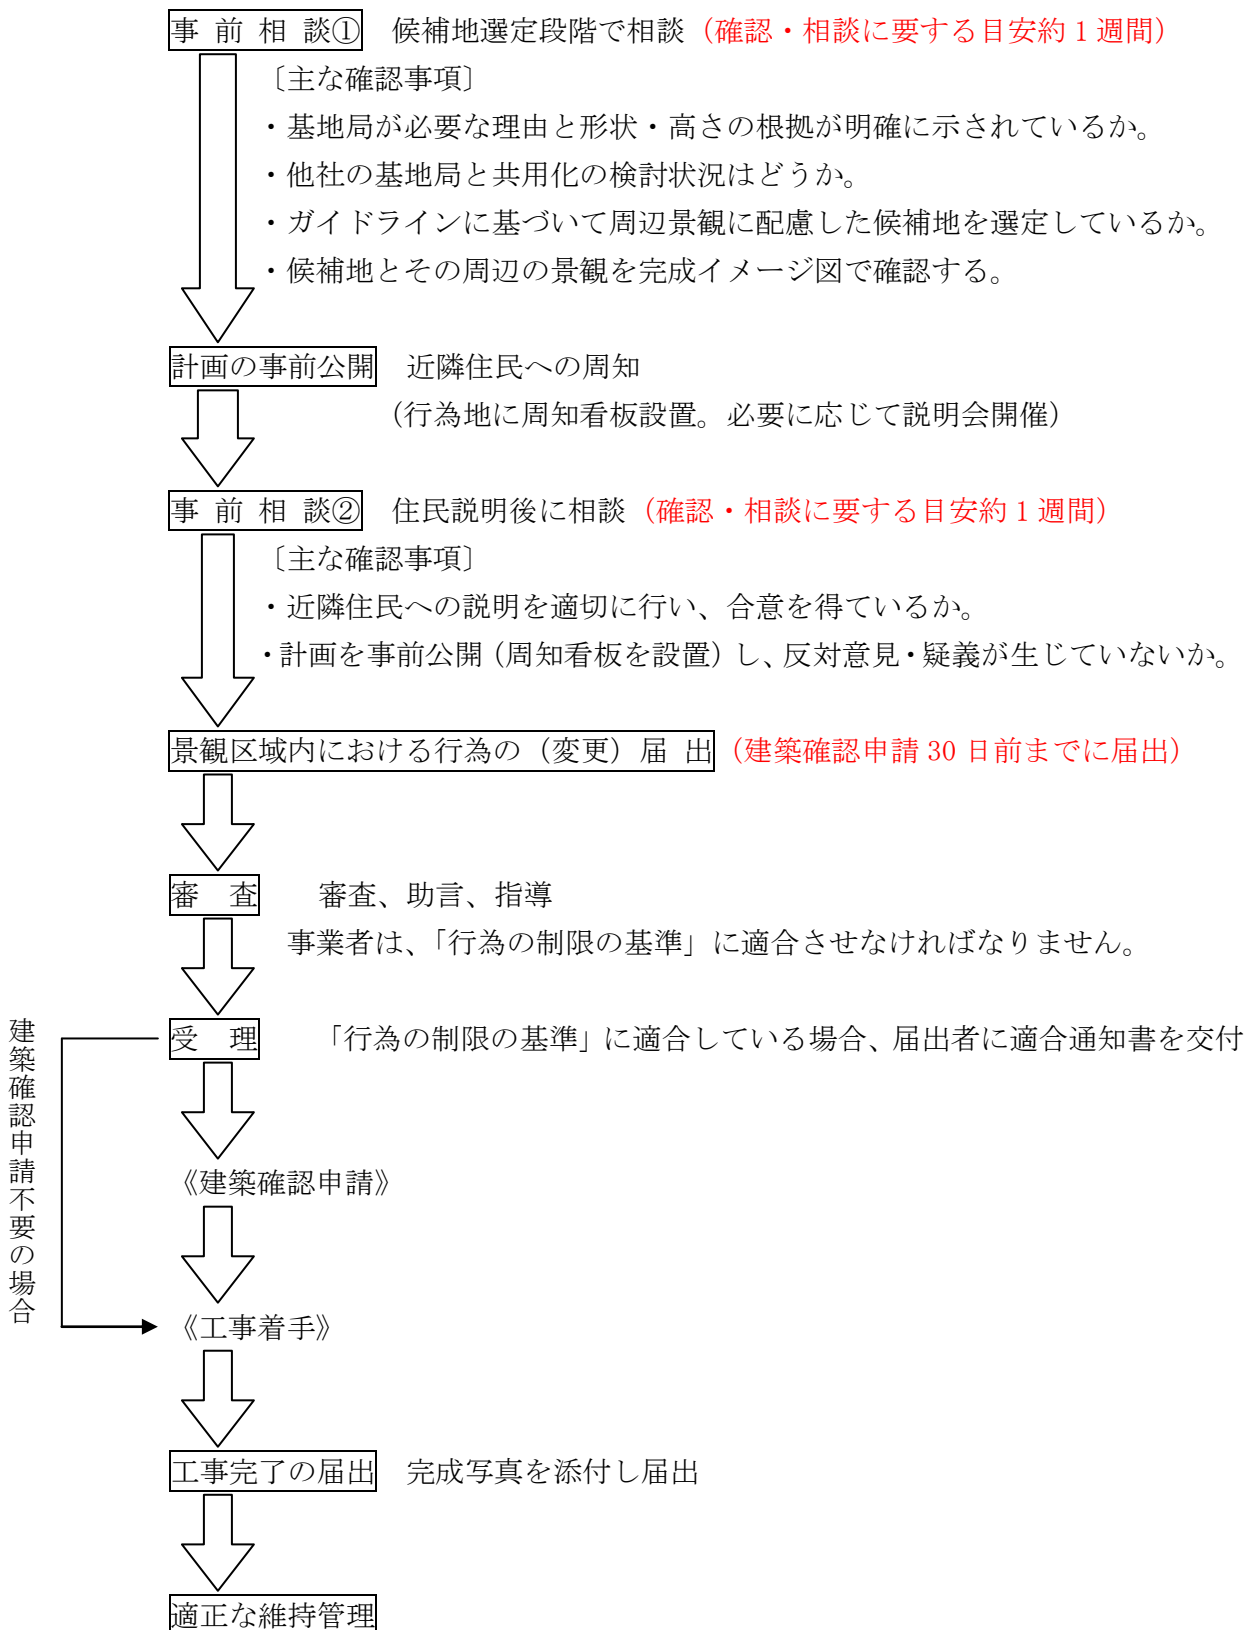 事前相談① 候補地選定段階で相談（確認・相談に要する目安約1週間）
〔主な確認事項〕
・基地局が必要な理由と形状・高さの根拠が明確に示されているか。
・他社の基地局と共用化の検討状況はどうか。
・ガイドラインに基づいて周辺景観に配慮した候補地を選定しているか。
・候補地とその周辺の景観を完成イメージ図で確認する。
計画の事前公開 近隣住民への周知
（行為地に周知看板設置。必要に応じて説明会開催）
事前相談② 住民説明後に相談（確認・相談に要する目安約1週間）
〔主な確認事項〕
・近隣住民への説明を適切に行い、合意を得ているか。
・計画を事前公開（周知看板を設置）し、反対意見・疑義が生じていないか。
景観区域内における行為の（変更）届出（建築確認申請30日前までに届出）
審査 審査、助言、指導
事業者は、「行為の制限の基準」に適合させなければなりません。
受理 「行為の制限の基準」に適合している場合、届出者に適合通知書を交付
建築確認申請不要の場合
《建築確認申請》
《工事着手》
工事完了の届出 完成写真を添付し届出
適正な維持管理